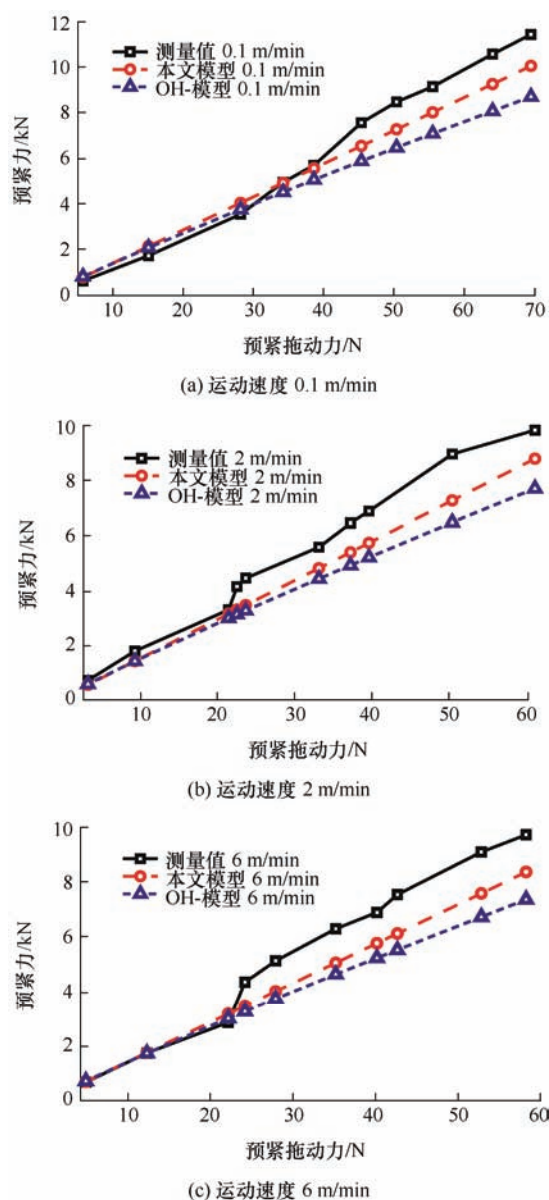 12
10
8
6
4
2
0
预紧力/kN
测量值 0.1 m/min
本文模型 0.1 m/min
OH-模型 0.1 m/min
10 20 30 40 50 60 70
预紧拖动力/N
(a) 运动速度 0.1 m/min
10
8
6
4
2
0
预紧力/kN
测量值 2 m/min
本文模型 2 m/min
OH-模型 2 m/min
10 20 30 40 50 60
预紧拖动力/N
(b) 运动速度 2 m/min
10
8
6
4
2
0
预紧力/kN
测量值 6 m/min
本文模型 6 m/min
OH-模型 6 m/min
10 20 30 40 50 60
预紧拖动力/N
(c) 运动速度 6 m/min